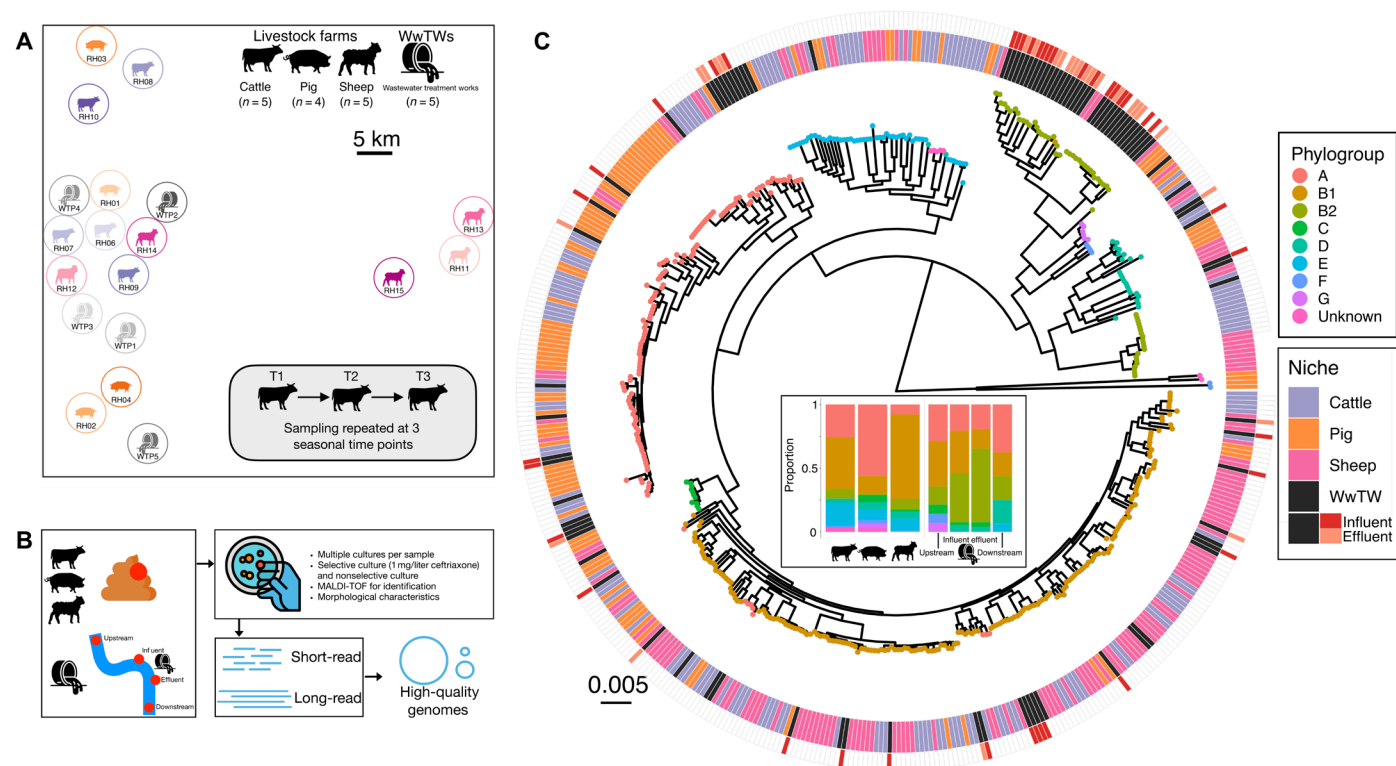 A
Livestock farms
WwTWs
Cattle
Pig
Sheep
Wastewater treatment works
(n = 5)
(n = 4)
(n = 5)
(n = 5)
5 km
RH03
RH08
RH10
WTP4
RH01
WTP2
RH07
RH06
RH14
RH13
RH11
RH12
RH09
RH15
WTP3
WTP1
RH04
RH02
WTP5
T1
T2
T3
Sampling repeated at 3
seasonal time points
B
Upstream
Inf uent
Effluent
Downstream
• Multiple cultures per sample
• Selective culture (1 mg/liter ceftriaxone)
and nonselective culture
• MALDI-TOF for identification
• Morphological characteristics
Short-read
Long-read
High-quality
genomes
C
0.005
Proportion
1
0.5
0
Influent effluent
Upstream
Downstream
Phylogroup
A
B1
B2
C
D
E
F
G
Unknown
Niche
Cattle
Pig
Sheep
WwTW
Influent
Effluent